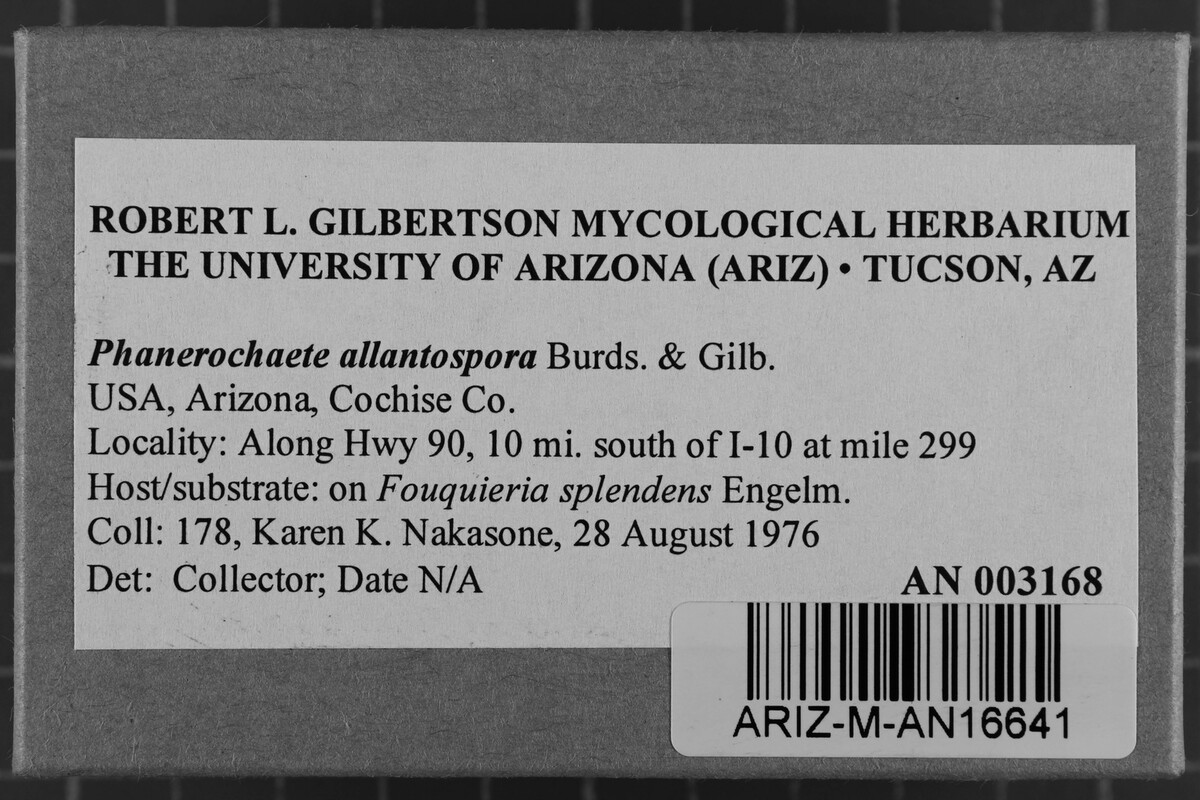 ROBERT L. GILBERTSON MYCOLOGICAL HERBARIUM
THE UNIVERSITY OF ARIZONA (ARIZ) • TUCSON, AZ
Phanerochaete allantospora Burds. & Gilb.
USA, Arizona, Cochise Co.
Locality: Along Hwy 90, 10 mi. south of I-10 at mile 299
Host/substrate: on Fouquieria splendens Engelm.
Coll: 178, Karen K. Nakasone, 28 August 1976
Det: Collector; Date N/A
AN 003168
ARIZ-M-AN16641